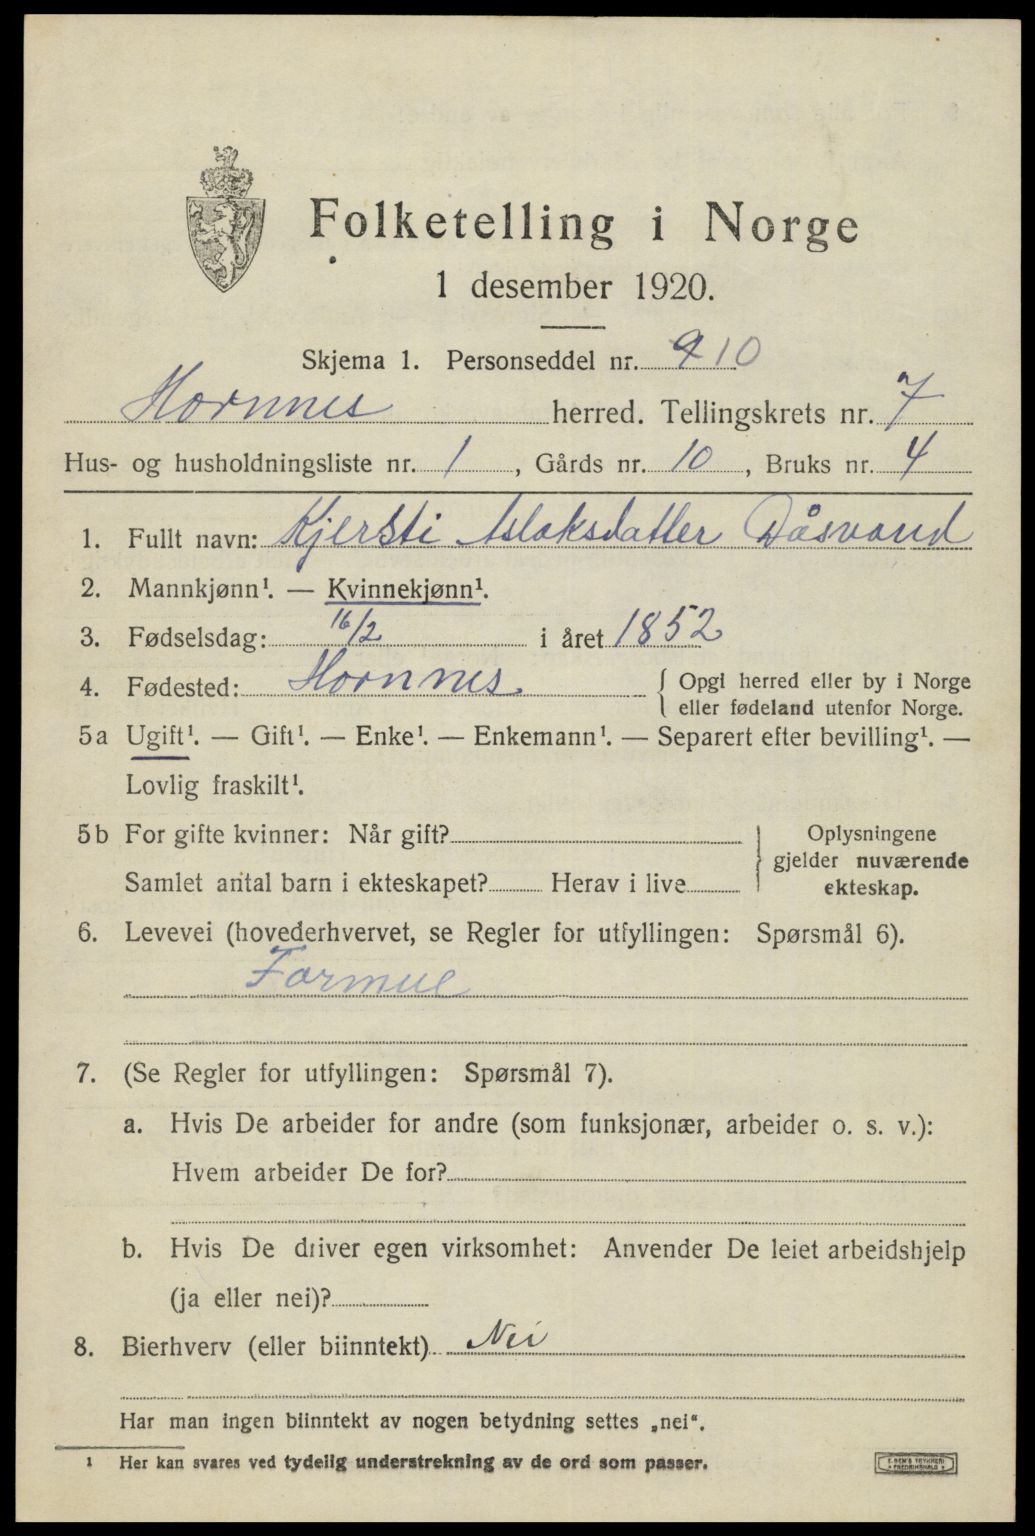 Folketelling i Norge
1 desember 1920.
Skjema 1. Personseddel nr. 10
Hornnes herred. Tellingskrets nr. 7
Hus- og husholdningsliste nr. 1, Gårds nr. 10, Bruks nr. 4
1. Fullt navn: Kjersti Aslaksdatter Dåsvand
2. Mannkjønn¹. — Kvinnekjønn¹.
3. Fødselsdag: 16/2 i året 1852
4. Fødested: Hornnes { Opgi herred eller by i Norge
eller fødeland utenfor Norge.
5a Ugift¹. — Gift¹. — Enke¹. — Enkemann¹. — Separert efter bevilling¹. —
Lovlig fraskilt¹.
5b For gifte kvinner: Når gift?
Samlet antal barn i ekteskapet? Herav i live
} Oplysningene
gjelder nuværende
ekteskap.
6. Levevei (hovederhvervet, se Regler for utfyllingen: Spørsmål 6).
Formue
7. (Se Regler for utfyllingen: Spørsmål 7).
a. Hvis De arbeider for andre (som funksjonær, arbeider o. s. v.):
Hvem arbeider De for?
b. Hvis De driver egen virksomhet: Anvender De leiet arbeidshjelp
(ja eller nei)?
8. Bierhverv (eller biinntekt) Nei
Har man ingen biinntekt av nogen betydning settes „nei“.
¹ Her kan svares ved tydelig understrekning av de ord som passer.